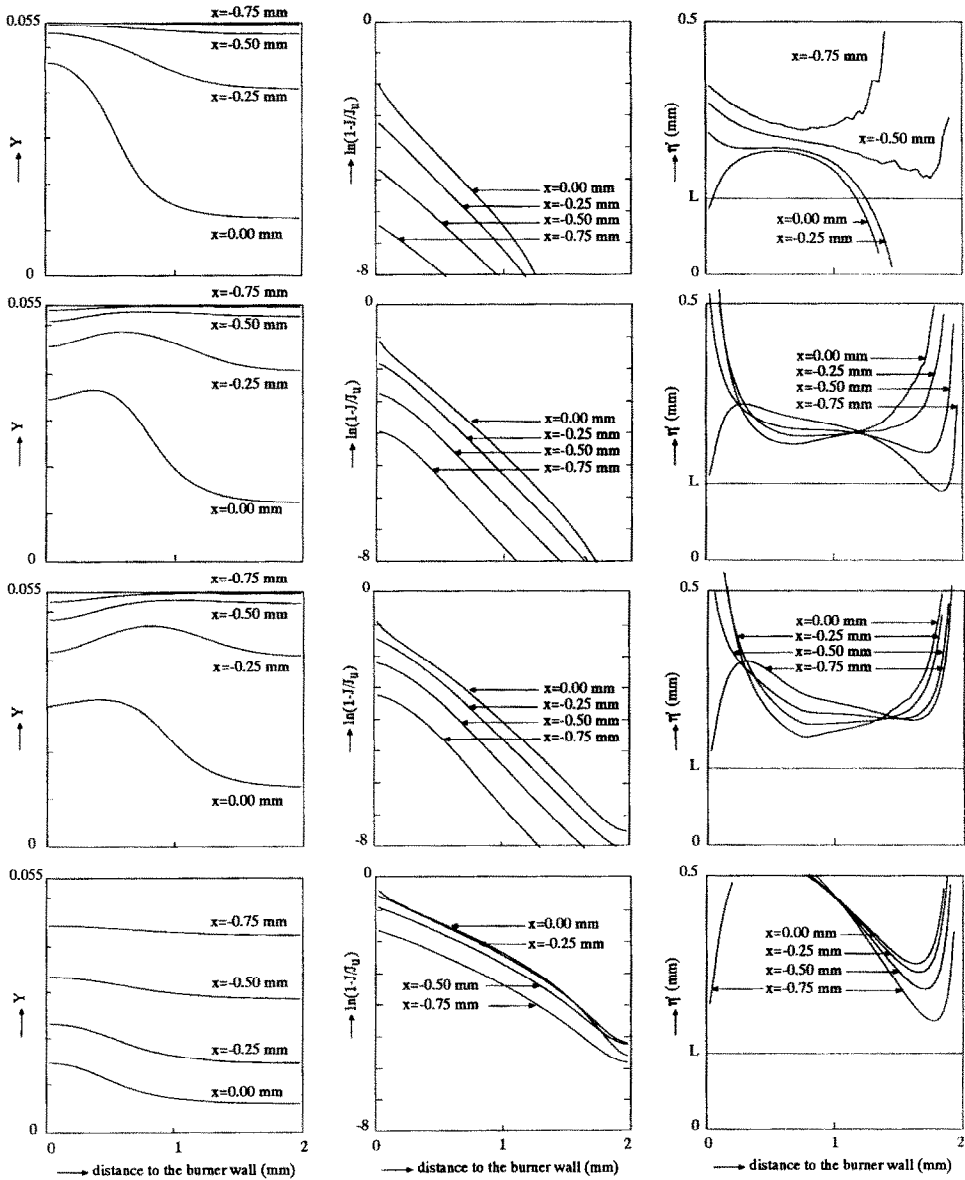 0.055
x=-0.75 mm
x=-0.50 mm
x=-0.25 mm
x=0.00 mm
Y
0
0
ln(1-J/Ju)
x=0.00 mm
x=-0.25 mm
x=-0.50 mm
x=-0.75 mm
-8
0.5
x=-0.75 mm
x=-0.50 mm
η' (mm)
L
x=0.00 mm
x=-0.25 mm
0
0.055
x=-0.75 mm
x=-0.50 mm
x=-0.25 mm
Y
x=0.00 mm
0
0
ln(1-J/Ju)
x=0.00 mm
x=-0.25 mm
x=-0.50 mm
x=-0.75 mm
-8
0.5
x=0.00 mm
x=-0.25 mm
x=-0.50 mm
x=-0.75 mm
η' (mm)
L
0
0.055
x=-0.75 mm
x=-0.50 mm
x=-0.25 mm
Y
x=0.00 mm
0
0
ln(1-J/Ju)
x=0.00 mm
x=-0.25 mm
x=-0.50 mm
x=-0.75 mm
-8
0.5
x=0.00 mm
x=-0.25 mm
x=-0.50 mm
x=-0.75 mm
η' (mm)
L
0
0.055
x=-0.75 mm
x=-0.50 mm
Y
x=-0.25 mm
x=0.00 mm
0
0 1 2
distance to the burner wall (mm)
0
x=0.00 mm
x=-0.25 mm
x=-0.50 mm
x=-0.75 mm
ln(1-J/Ju)
-8
0 1 2
distance to the burner wall (mm)
0.5
x=0.00 mm
x=-0.25 mm
x=-0.50 mm
x=-0.75 mm
η' (mm)
L
0
0 1 2
distance to the burner wall (mm)